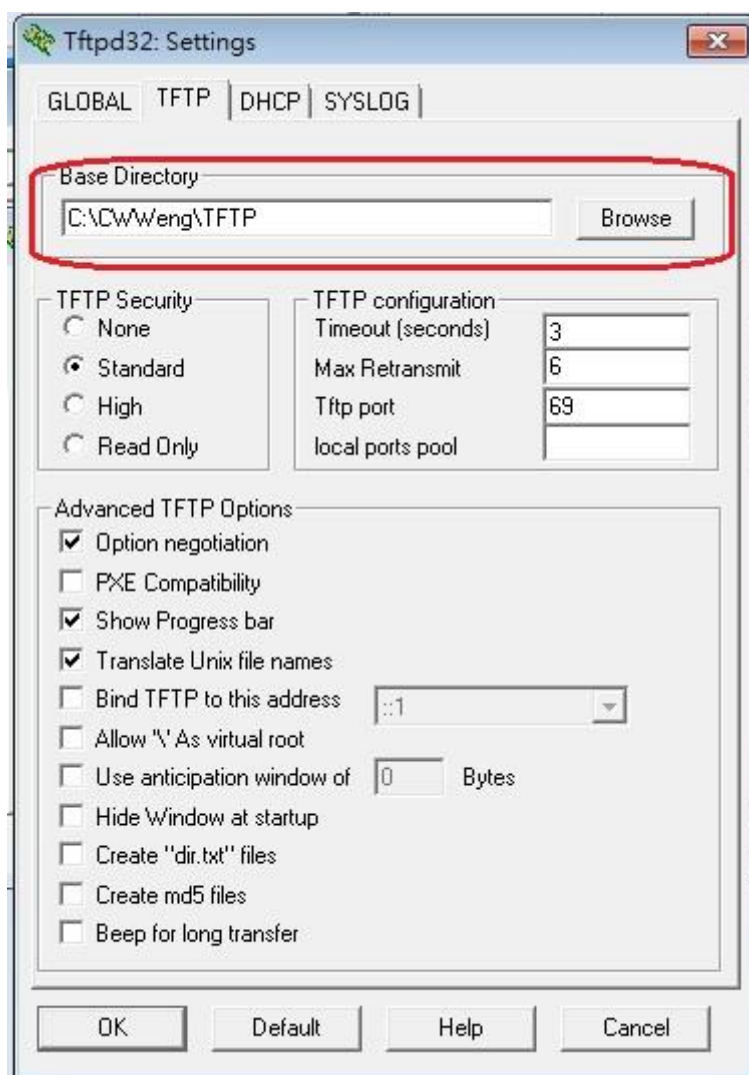 Tftpd32: Settings
GLOBAL TFTP DHCP SYSLOG
Base Directory
C:\CWWeng\TFTP Browse
TFTP Security
None
Standard
High
Read Only
TFTP configuration
Timeout (seconds) 3
Max Retransmit 6
Tftp port 69
local ports pool
Advanced TFTP Options
Option negotiation
PXE Compatibility
Show Progress bar
Translate Unix file names
Bind TFTP to this address ::1
Allow '\' As virtual root
Use anticipation window of 0 Bytes
Hide Window at startup
Create "dir.txt" files
Create md5 files
Beep for long transfer
OK Default Help Cancel